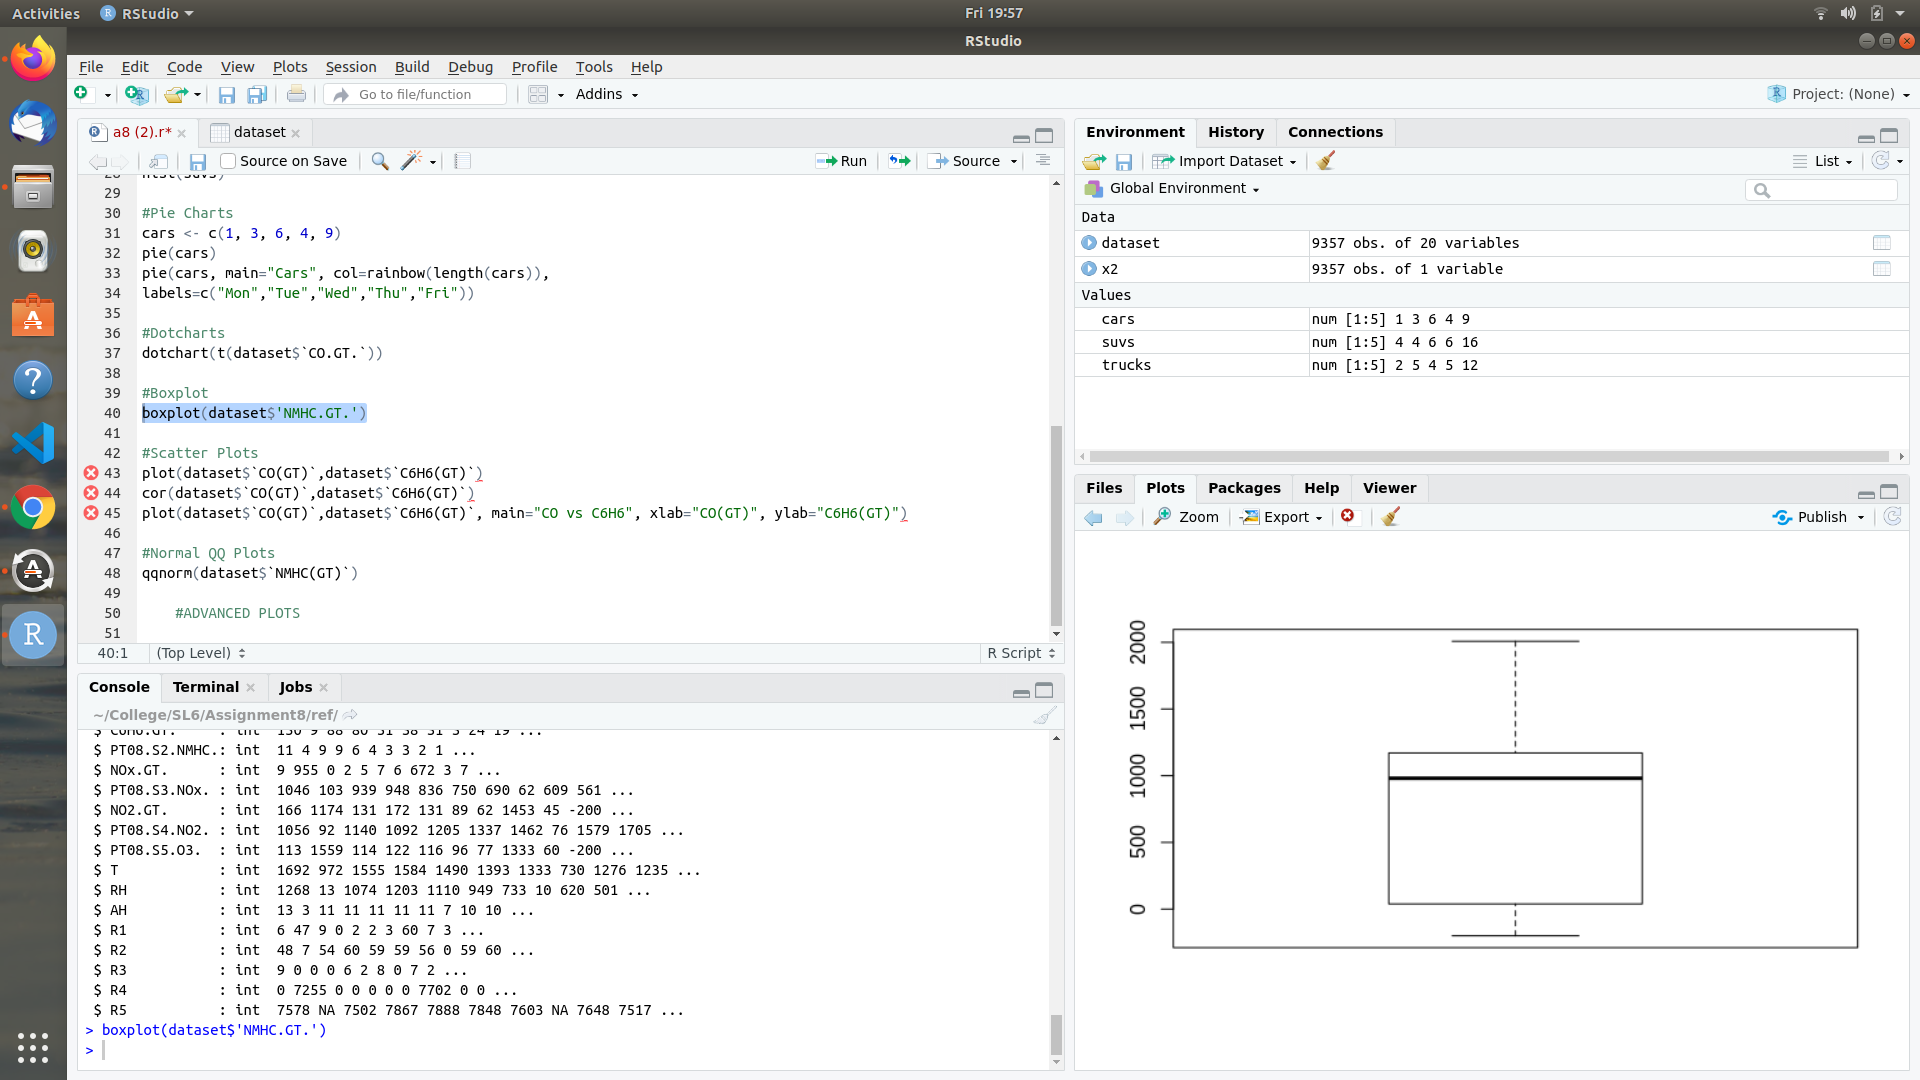 Activities RStudio Fri 19:57
RStudio
File Edit Code View Plots Session Build Debug Profile Tools Help
Go to file/function Addins Project: (None)
a8 (2).r* dataset
Source on Save Run Source
28 hist(suvs)
29
30 #Pie Charts
31 cars <- c(1, 3, 6, 4, 9)
32 pie(cars)
33 pie(cars, main="Cars", col=rainbow(length(cars)),
34 labels=c("Mon","Tue","Wed","Thu","Fri"))
35
36 #Dotcharts
37 dotchart(t(dataset$`CO.GT.`))
38
39 #Boxplot
40 boxplot(dataset$'NMHC.GT.')
41
42 #Scatter Plots
43 plot(dataset$`CO(GT)`,dataset$`C6H6(GT)`)
44 cor(dataset$`CO(GT)`,dataset$`C6H6(GT)`)
45 plot(dataset$`CO(GT)`,dataset$`C6H6(GT)`, main="CO vs C6H6", xlab="CO(GT)", ylab="C6H6(GT)")
46
47 #Normal QQ Plots
48 qqnorm(dataset$`NMHC(GT)`)
49
50 #ADVANCED PLOTS
51
40:1 (Top Level) R Script
Console Terminal Jobs
~/College/SL6/Assignment8/ref/
$ C6H6.GT. : int 150 9 88 80 51 38 31 3 24 19 ...
$ PT08.S2.NMHC.: int 11 4 9 9 6 4 3 3 2 1 ...
$ NOx.GT. : int 9 955 0 2 5 7 6 672 3 7 ...
$ PT08.S3.NOx. : int 1046 103 939 948 836 750 690 62 609 561 ...
$ NO2.GT. : int 166 1174 131 172 131 89 62 1453 45 -200 ...
$ PT08.S4.NO2. : int 1056 92 1140 1092 1205 1337 1462 76 1579 1705 ...
$ PT08.S5.O3. : int 113 1559 114 122 116 96 77 1333 60 -200 ...
$ T : int 1692 972 1555 1584 1490 1393 1333 730 1276 1235 ...
$ RH : int 1268 13 1074 1203 1110 949 733 10 620 501 ...
$ AH : int 13 3 11 11 11 11 11 7 10 10 ...
$ R1 : int 6 47 9 0 2 2 3 60 7 3 ...
$ R2 : int 48 7 54 60 59 59 56 0 59 60 ...
$ R3 : int 9 0 0 0 6 2 8 0 7 2 ...
$ R4 : int 0 7255 0 0 0 0 0 7702 0 0 ...
$ R5 : int 7578 NA 7502 7867 7888 7848 7603 NA 7648 7517 ...
> boxplot(dataset$'NMHC.GT.')
>
Environment History Connections
Import Dataset List
Global Environment
Data
dataset 9357 obs. of 20 variables
x2 9357 obs. of 1 variable
Values
cars num [1:5] 1 3 6 4 9
suvs num [1:5] 4 4 6 6 16
trucks num [1:5] 2 5 4 5 12
Files Plots Packages Help Viewer
Zoom Export Publish
2000
1500
1000
500
0